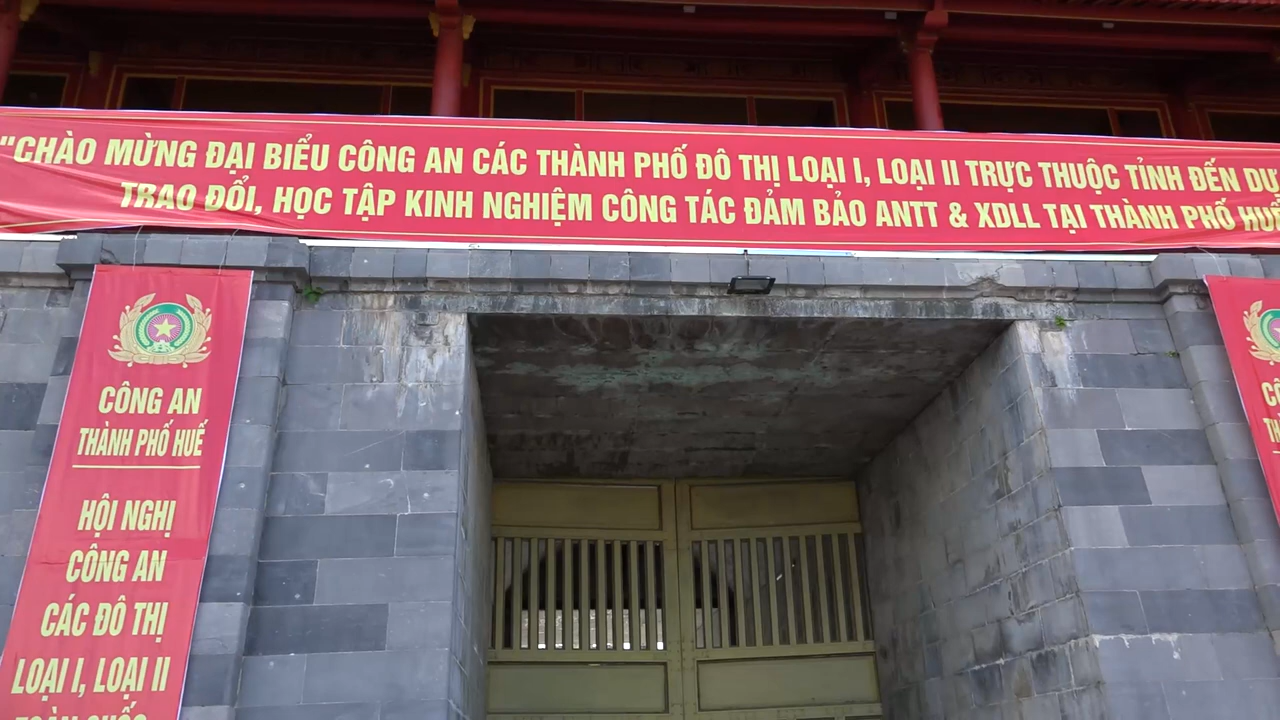 "CHÀO MỪNG ĐẠI BIỂU CÔNG AN CÁC THÀNH PHỐ ĐÔ THỊ LOẠI I, LOẠI II TRỰC THUỘC TỈNH ĐẾN DỰ
TRAO ĐỔI, HỌC TẬP KINH NGHIỆM CÔNG TÁC ĐẢM BẢO ANTT & XDLL TẠI THÀNH PHỐ HUẾ
CÔNG AN
THÀNH PHỐ HUẾ
HỘI NGHỊ
CÔNG AN
CÁC ĐÔ THỊ
LOẠI I, LOẠI II
TOÀN QUỐC